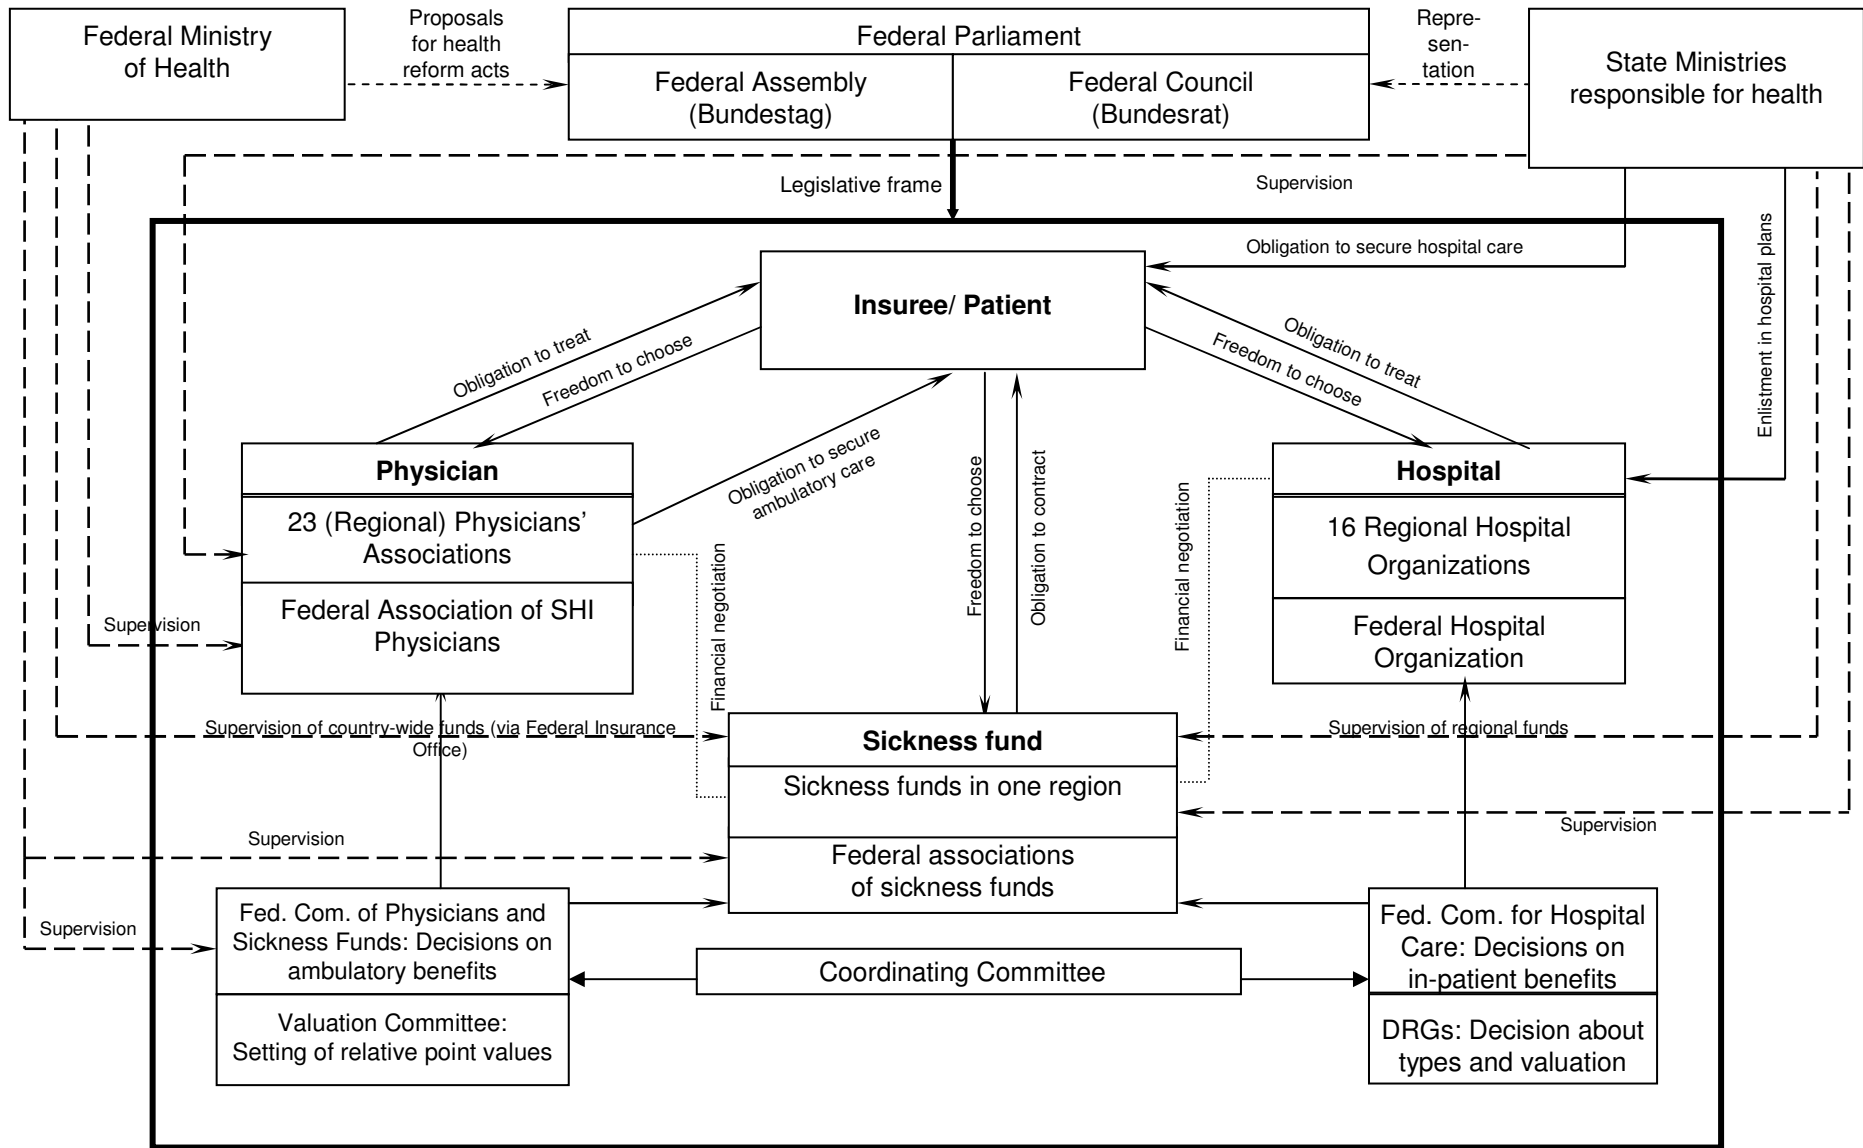 Federal Ministry
of Health
Proposals
for health
reform acts
Federal Parliament
Federal Assembly
(Bundestag)
Federal Council
(Bundesrat)
Repre-
sen-
tation
State Ministries
responsible for health
Legislative frame
Supervision
Obligation to secure hospital care
Enlistment in hospital plans
Insuree/ Patient
Obligation to treat
Freedom to choose
Obligation to treat
Freedom to choose
Obligation to secure
ambulatory care
Freedom to choose
Obligation to contract
Physician
23 (Regional) Physicians’
Associations
Federal Association of SHI
Physicians
Supervision
Financial negotiation
Financial negotiation
Hospital
16 Regional Hospital
Organizations
Federal Hospital
Organization
Supervision of country-wide funds (via Federal Insurance
Office)
Sickness fund
Sickness funds in one region
Federal associations
of sickness funds
Supervision of regional funds
Supervision
Supervision
Supervision
Fed. Com. of Physicians and
Sickness Funds: Decisions on
ambulatory benefits
Valuation Committee:
Setting of relative point values
Coordinating Committee
Fed. Com. for Hospital
Care: Decisions on
in-patient benefits
DRGs: Decision about
types and valuation